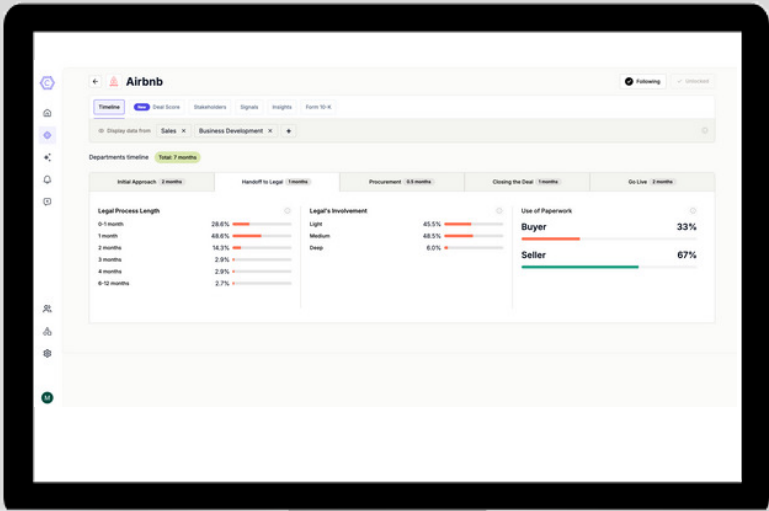 Airbnb
Following
Unlocked
Timeline
New Deal Score
Stakeholders
Signals
Insights
Form 10-K
Display data from
Sales ×
Business Development ×
+
Departments timeline
Total: 7 months
Initial Approach 2 months
Handoff to Legal 1 months
Procurement 0.5 months
Closing the Deal 1 months
Go Live 2 months
Legal Process Length
0-1 month 28.6%
1 month 48.6%
2 months 14.3%
3 months 2.9%
4 months 2.9%
6-12 months 2.7%
Legal's Involvement
Light 45.5%
Medium 48.5%
Deep 6.0%
Use of Paperwork
Buyer 33%
Seller 67%
M